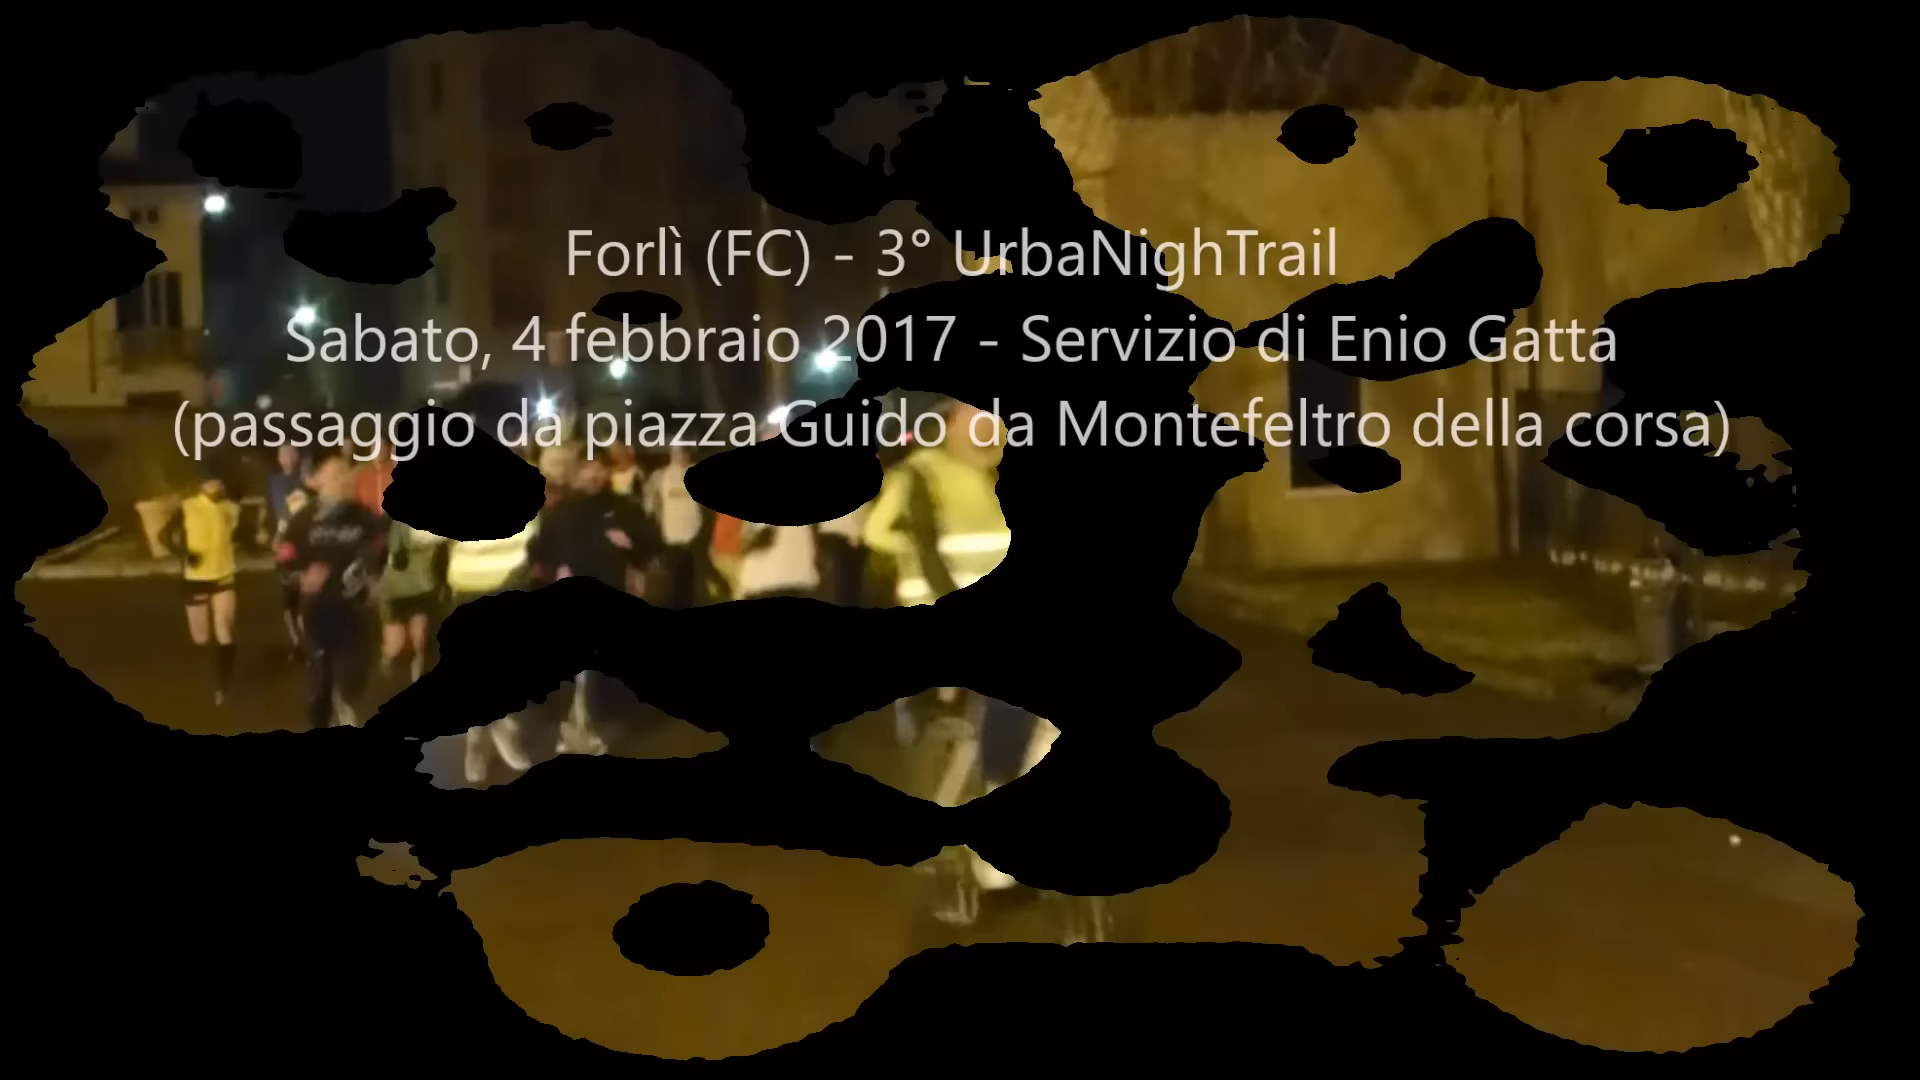 Forlì (FC) - 3° UrbaNighTrail
Sabato, 4 febbraio 2017 - Servizio di Enio Gatta
(passaggio da piazza Guido da Montefeltro della corsa)